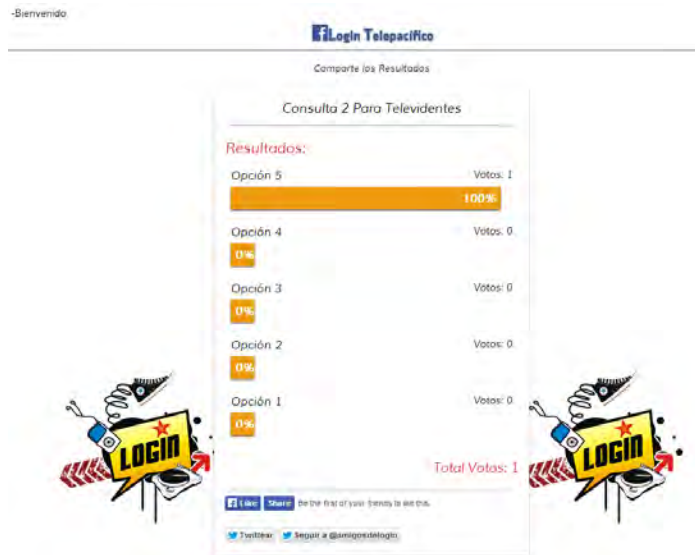 -Bienvenido
Login Telepacífico
Comparte los Resultados
Consulta 2 Para Televidentes
Resultados:
Opción 5 Votos: 1
100%
Opción 4 Votos: 0
0%
Opción 3 Votos: 0
0%
Opción 2 Votos: 0
0%
Opción 1 Votos: 0
0%
LOGIN
LOGIN
Total Votos: 1
Like Share Be the first of your friends to like this.
Twittear Seguir a @amigosdelogin